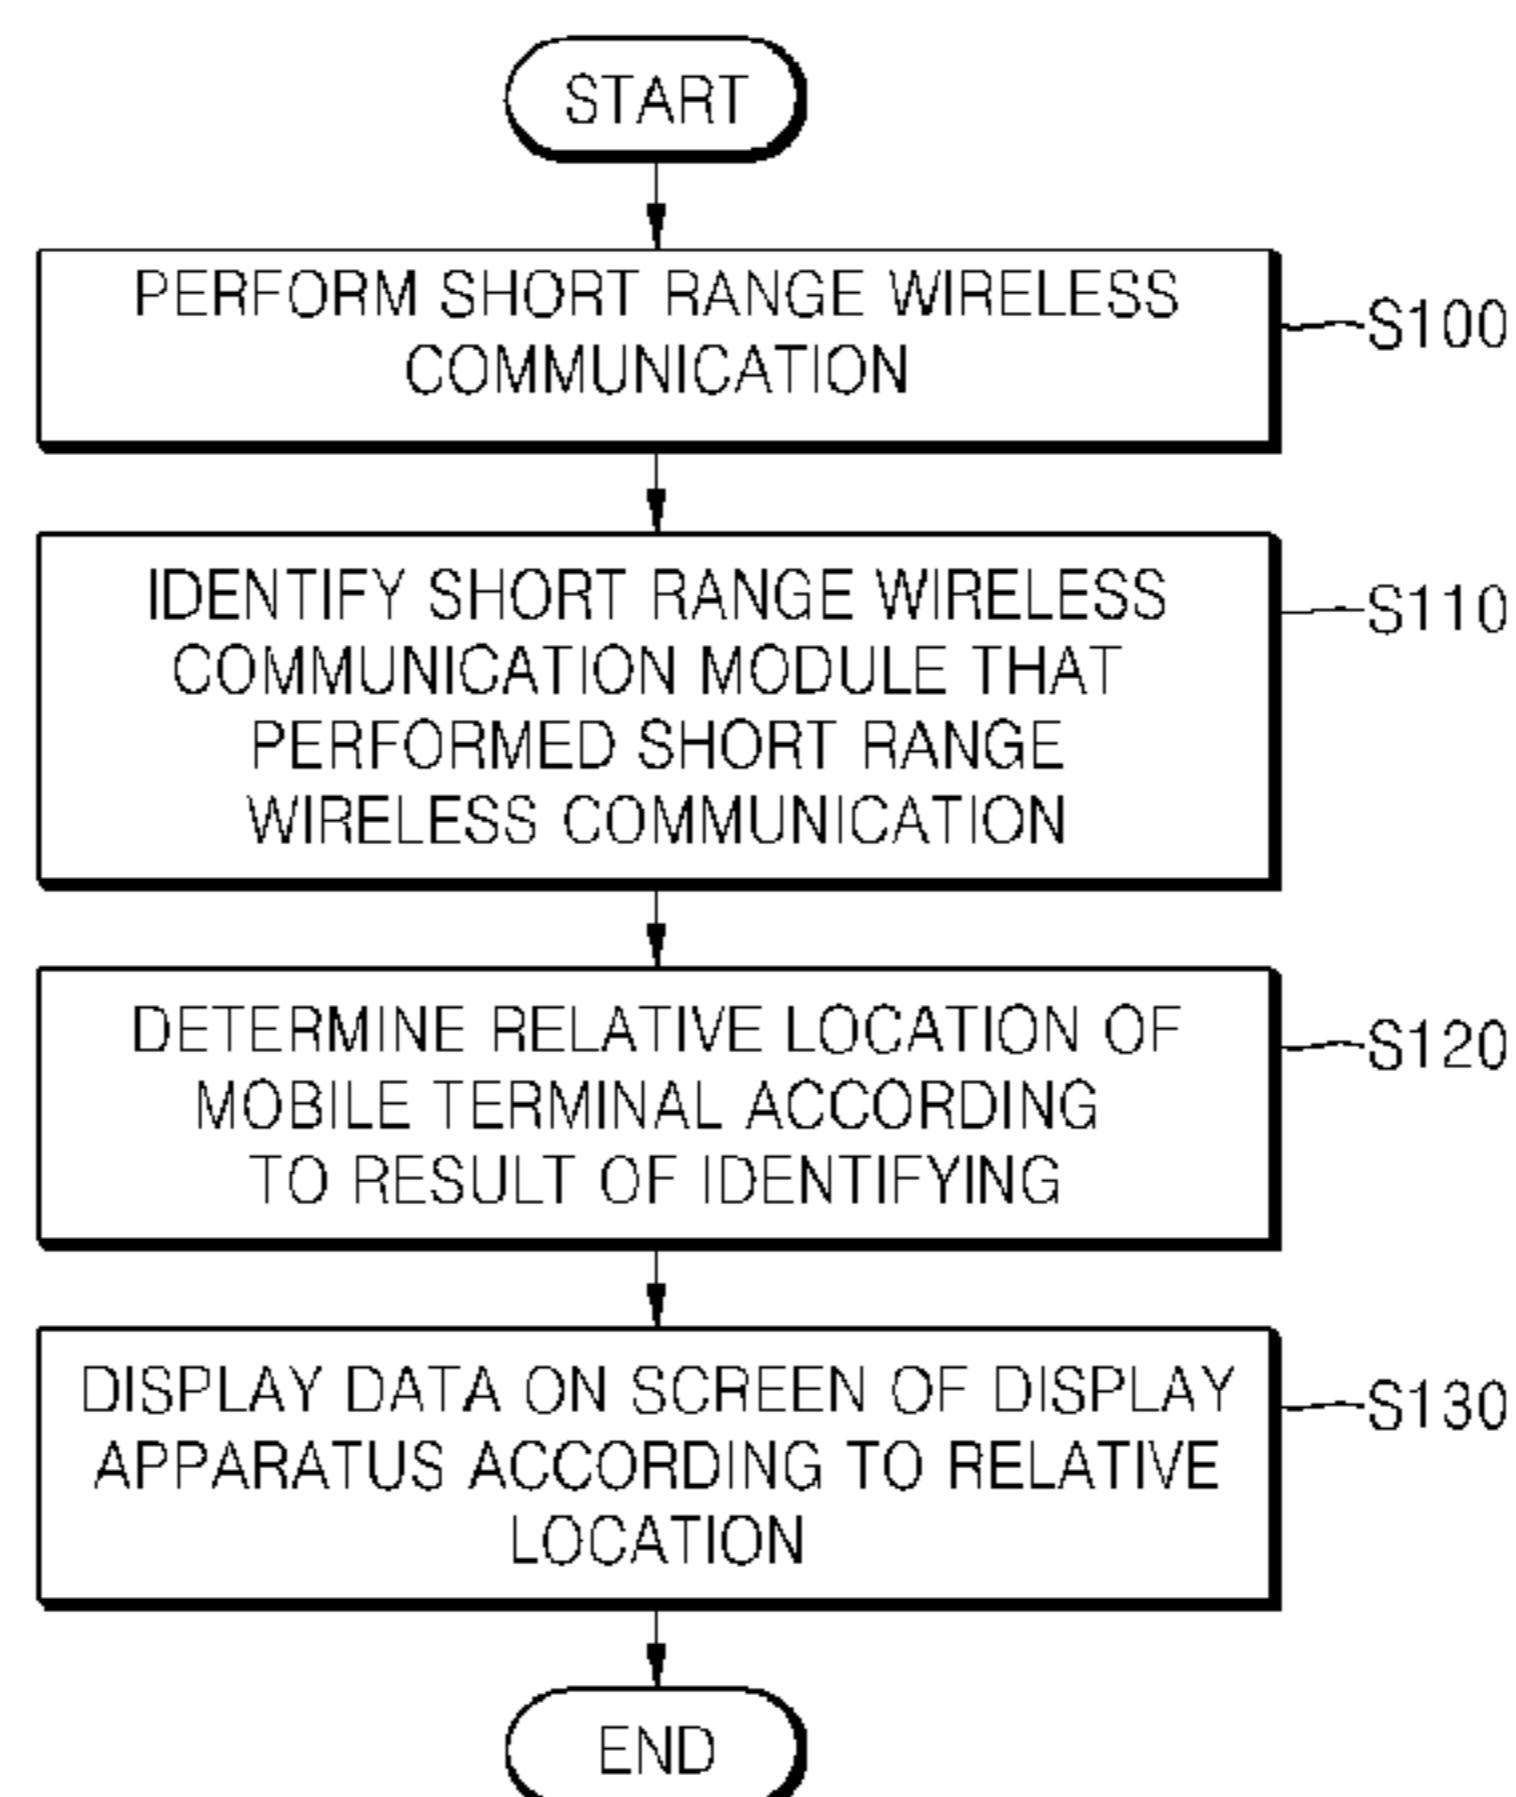 START
PERFORM SHORT RANGE WIRELESS
COMMUNICATION
S100
IDENTIFY SHORT RANGE WIRELESS
COMMUNICATION MODULE THAT
PERFORMED SHORT RANGE
WIRELESS COMMUNICATION
S110
DETERMINE RELATIVE LOCATION OF
MOBILE TERMINAL ACCORDING
TO RESULT OF IDENTIFYING
S120
DISPLAY DATA ON SCREEN OF DISPLAY
APPARATUS ACCORDING TO RELATIVE
LOCATION
S130
END